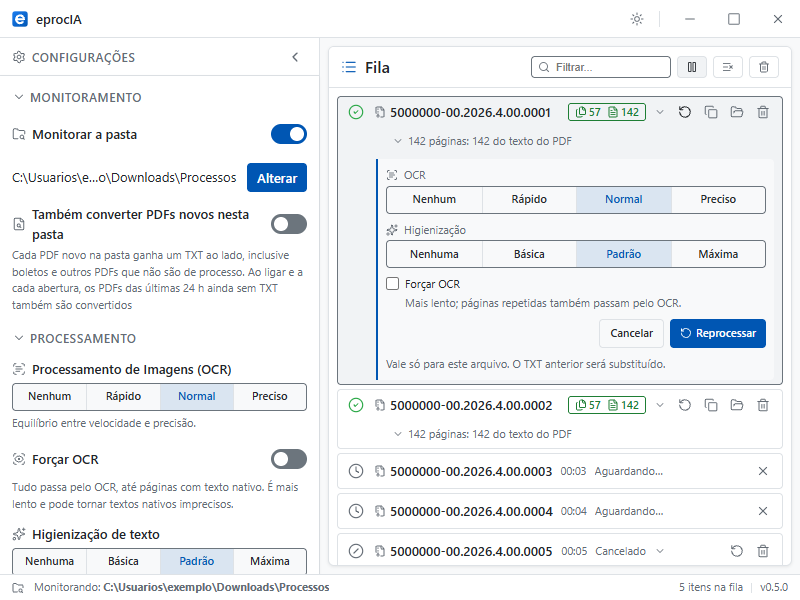 eprocIA
CONFIGURAÇÕES
MONITORAMENTO
Monitorar a pasta
C:\Usuarios\e...o\Downloads\Processos
Alterar
Também converter PDFs novos nesta
pasta
Cada PDF novo na pasta ganha um TXT ao lado, inclusive
boletos e outros PDFs que não são de processo. Ao ligar e a
cada abertura, os PDFs das últimas 24 h ainda sem TXT
também são convertidos
PROCESSAMENTO
Processamento de Imagens (OCR)
Nenhum Rápido Normal Preciso
Equilíbrio entre velocidade e precisão.
Forçar OCR
Tudo passa pelo OCR, até páginas com texto nativo. É mais
lento e pode tornar textos nativos imprecisos.
Higienização de texto
Nenhuma Básica Padrão Máxima
Fila
Filtrar...
5000000-00.2026.4.00.0001 57 142
142 páginas: 142 do texto do PDF
OCR
Nenhum Rápido Normal Preciso
Higienização
Nenhuma Básica Padrão Máxima
Forçar OCR
Mais lento; páginas repetidas também passam pelo OCR.
Cancelar Reprocessar
Vale só para este arquivo. O TXT anterior será substituído.
5000000-00.2026.4.00.0002 57 142
142 páginas: 142 do texto do PDF
5000000-00.2026.4.00.0003 00:03 Aguardando...
5000000-00.2026.4.00.0004 00:04 Aguardando...
5000000-00.2026.4.00.0005 00:05 Cancelado
Monitorando: C:\Usuarios\exemplo\Downloads\Processos
5 itens na fila v0.5.0